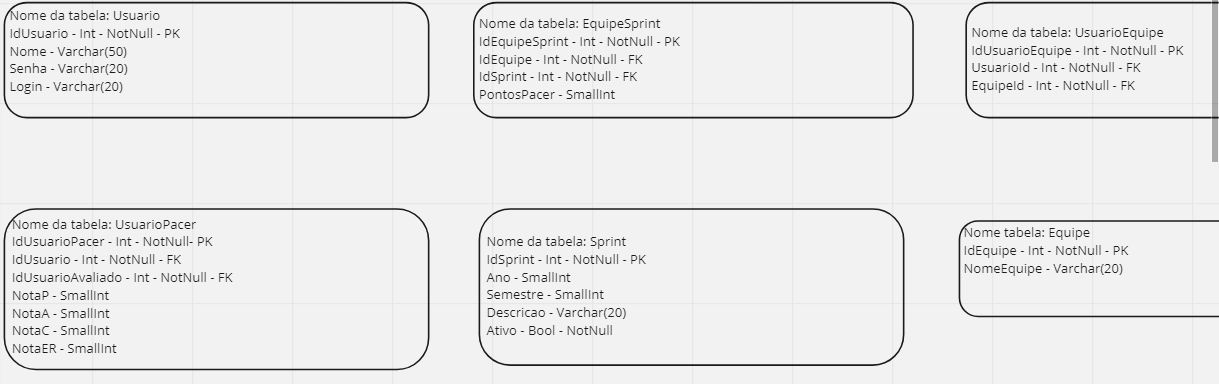 Nome da tabela: Usuario
IdUsuario - Int - NotNull - PK
Nome - Varchar(50)
Senha - Varchar(20)
Login - Varchar(20)
Nome da tabela: EquipeSprint
IdEquipeSprint - Int - NotNull - PK
IdEquipe - Int - NotNull - FK
IdSprint - Int - NotNull - FK
PontosPacer - SmallInt
Nome da tabela: UsuarioEquipe
IdUsuarioEquipe - Int - NotNull - PK
UsuarioId - Int - NotNull - FK
EquipeId - Int - NotNull - FK
Nome da tabela: UsuarioPacer
IdUsuarioPacer - Int - NotNull- PK
IdUsuario - Int - NotNull - FK
IdUsuarioAvaliado - Int - NotNull - FK
NotaP - SmallInt
NotaA - SmallInt
NotaC - SmallInt
NotaER - SmallInt
Nome da tabela: Sprint
IdSprint - Int - NotNull - PK
Ano - SmallInt
Semestre - SmallInt
Descricao - Varchar(20)
Ativo - Bool - NotNull
Nome tabela: Equipe
IdEquipe - Int - NotNull - PK
NomeEquipe - Varchar(20)